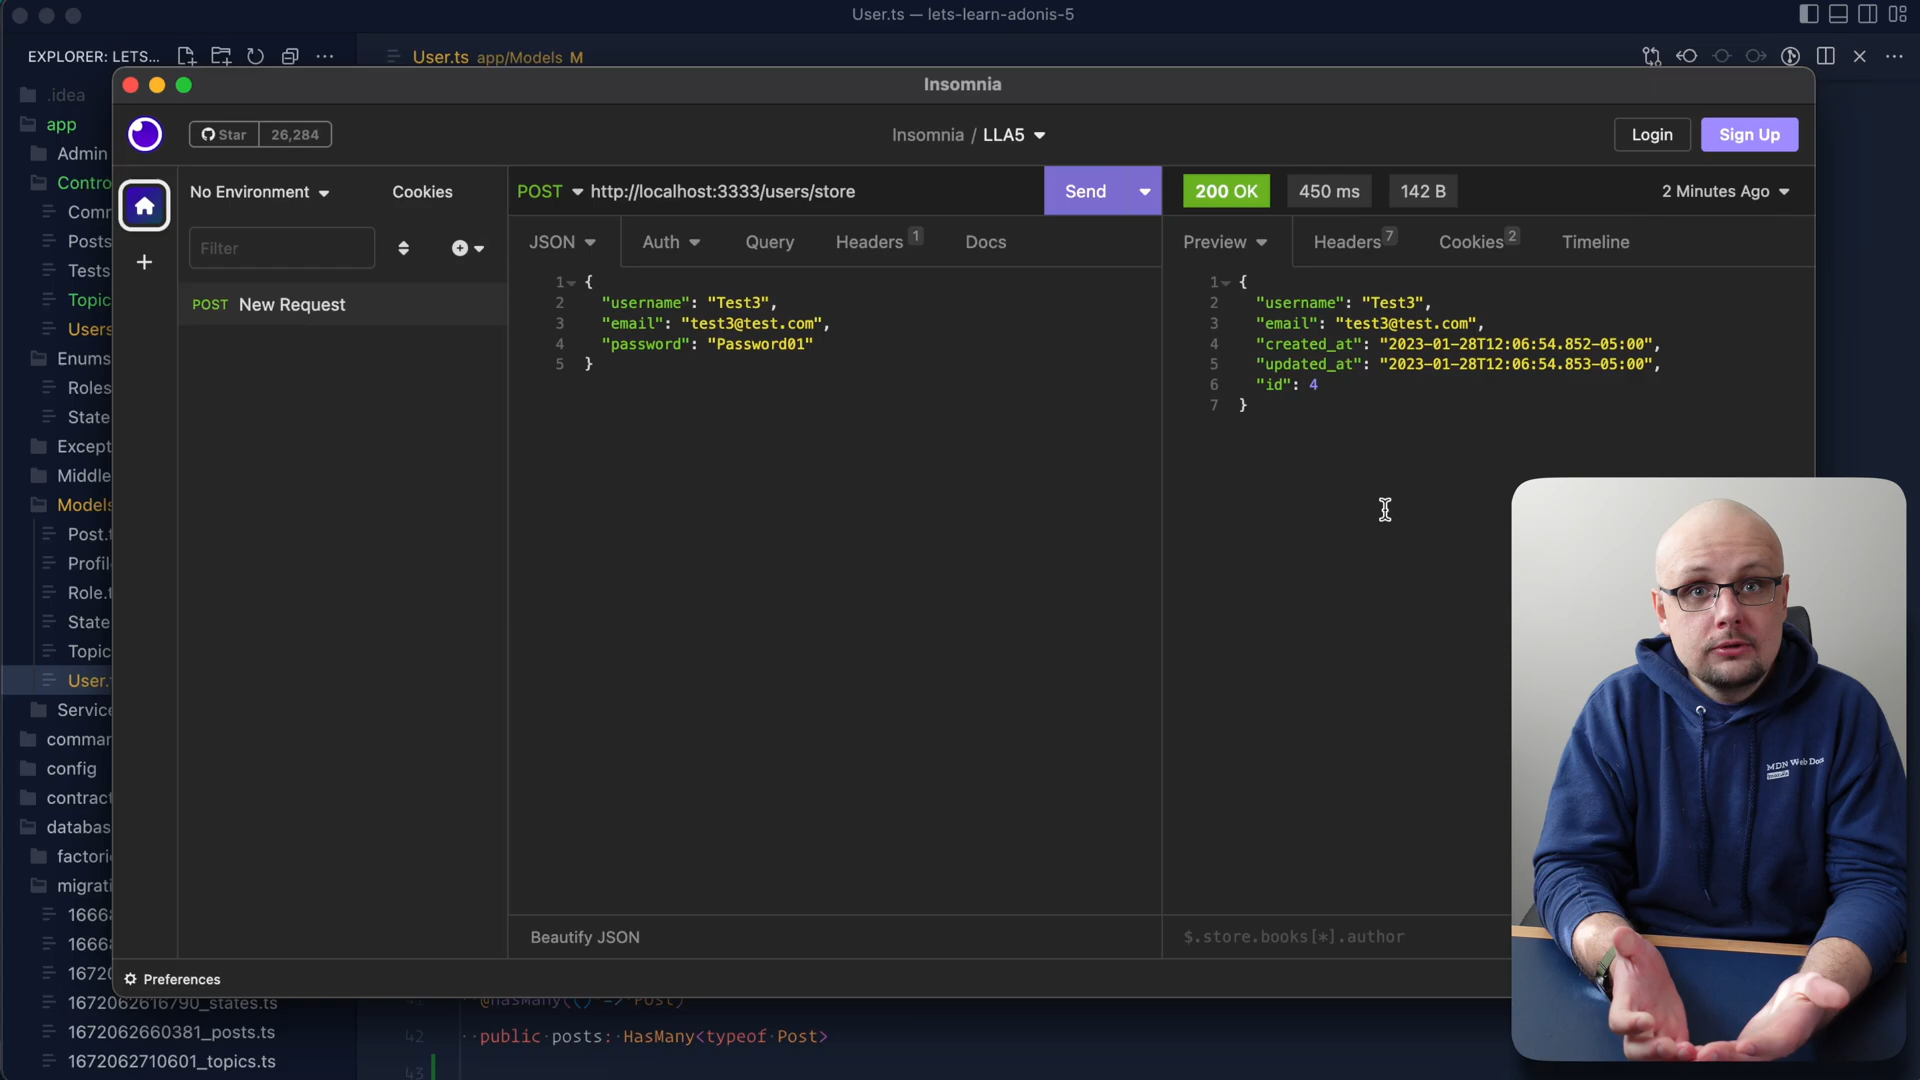 User.ts — lets-learn-adonis-5
EXPLORER: LETS...
User.ts app/Models M
.idea
app
Admin
Contro
Comm
Posts
Tests
Topic
Users
Enums
Roles
State
Except
Middle
Models
Post.t
Profil
Role.t
State
Topic
User.
Service
commar
config
contract
databas
factori
migrati
1666
1666
1672
1672062616790_states.ts
1672062660381_posts.ts
1672062710601_topics.ts
Insomnia
Star 26,284
Insomnia / LLA5
Login
Sign Up
No Environment
Cookies
Filter
POST New Request
POST http://localhost:3333/users/store
Send
200 OK
450 ms
142 B
2 Minutes Ago
JSON
Auth
Query
Headers 1
Docs
Preview
Headers 7
Cookies 2
Timeline
1 {
2 "username": "Test3",
3 "email": "test3@test.com",
4 "password": "Password01"
5 }
1 {
2 "username": "Test3",
3 "email": "test3@test.com",
4 "created_at": "2023-01-28T12:06:54.852-05:00",
5 "updated_at": "2023-01-28T12:06:54.853-05:00",
6 "id": 4
7 }
Beautify JSON
$.store.books[*].author
Preferences
41 @hasMany(() => Post)
42 public posts: HasMany<typeof Post>
43
MDN Web Docs